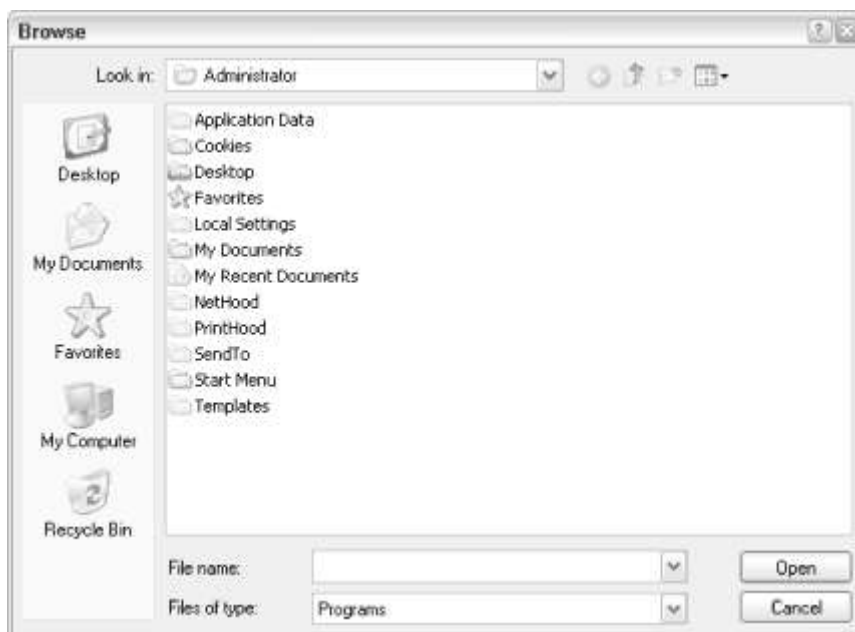 Browse
Look in: Administrator
Desktop
My Documents
Favorites
My Computer
Recycle Bin
Application Data
Cookies
Desktop
Favorites
Local Settings
My Documents
My Recent Documents
NetHood
PrintHood
SendTo
Start Menu
Templates
File name: Open
Files of type: Programs Cancel